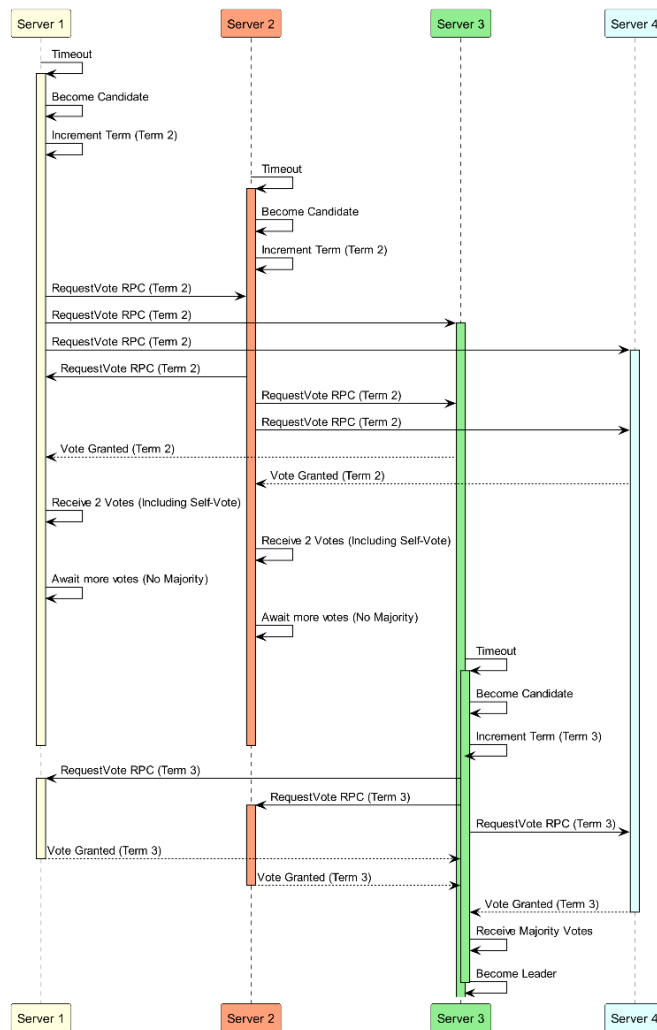 Server 1
Server 2
Server 3
Server 4
Timeout
Become Candidate
Increment Term (Term 2)
Timeout
Become Candidate
Increment Term (Term 2)
RequestVote RPC (Term 2)
RequestVote RPC (Term 2)
RequestVote RPC (Term 2)
RequestVote RPC (Term 2)
RequestVote RPC (Term 2)
RequestVote RPC (Term 2)
Vote Granted (Term 2)
Vote Granted (Term 2)
Receive 2 Votes (Including Self-Vote)
Receive 2 Votes (Including Self-Vote)
Await more votes (No Majority)
Await more votes (No Majority)
Timeout
Become Candidate
Increment Term (Term 3)
RequestVote RPC (Term 3)
RequestVote RPC (Term 3)
RequestVote RPC (Term 3)
Vote Granted (Term 3)
Vote Granted (Term 3)
Vote Granted (Term 3)
Receive Majority Votes
Become Leader
Server 1
Server 2
Server 3
Server 4